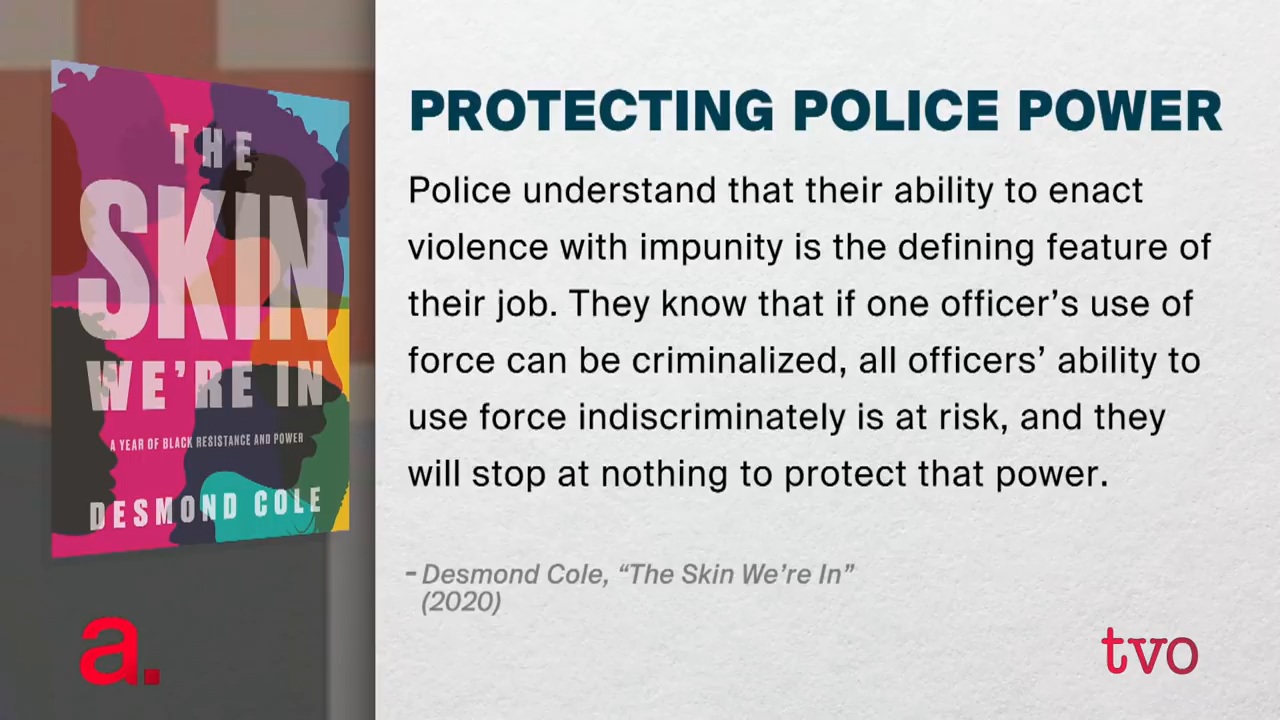 THE
SKIN
WE'RE IN
A YEAR OF BLACK RESISTANCE AND POWER
DESMOND COLE
a.
PROTECTING POLICE POWER
Police understand that their ability to enact
violence with impunity is the defining feature of
their job. They know that if one officer’s use of
force can be criminalized, all officers’ ability to
use force indiscriminately is at risk, and they
will stop at nothing to protect that power.
- Desmond Cole, “The Skin We’re In”
(2020)
tvo